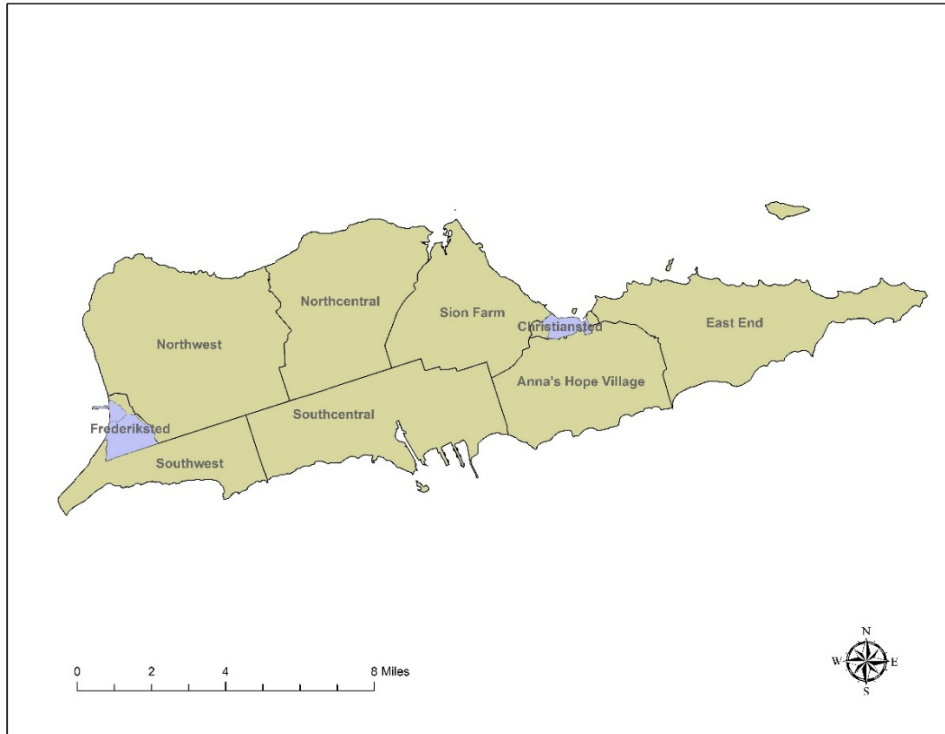 Northcentral
Sion Farm
East End
Christiansted
Northwest
Anna's Hope Village
Southcentral
Frederiksted
Southwest
0 2 4 8 Miles
N
W E
S